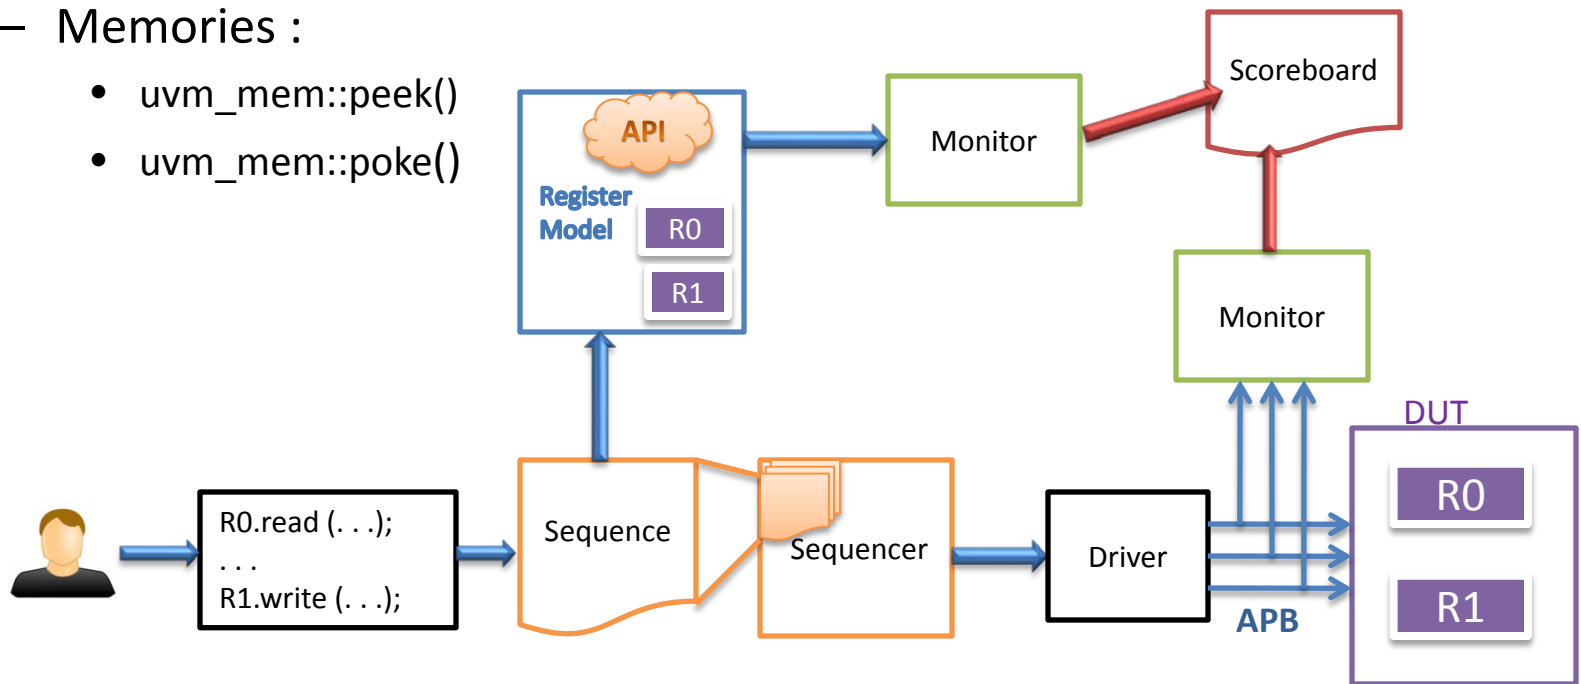 – Memories :
• uvm_mem::peek()
• uvm_mem::poke()
API
Register
Model
R0
R1
Monitor
Scoreboard
Monitor
DUT
R0
R1
APB
R0.read (. . .);
. . .
R1.write (. . .);
Sequence
Sequencer
Driver